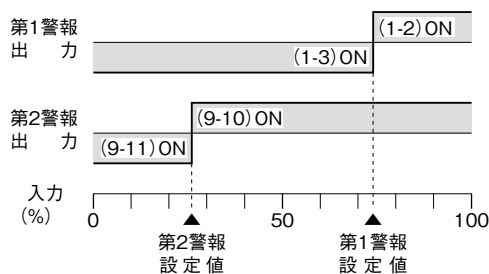 第1警報
出　力
(1-2)ON
(1-3)ON
第2警報
出　力
(9-10)ON
(9-11)ON
入力
(%)
0
50
100
第2警報
設定値
第1警報
設定値